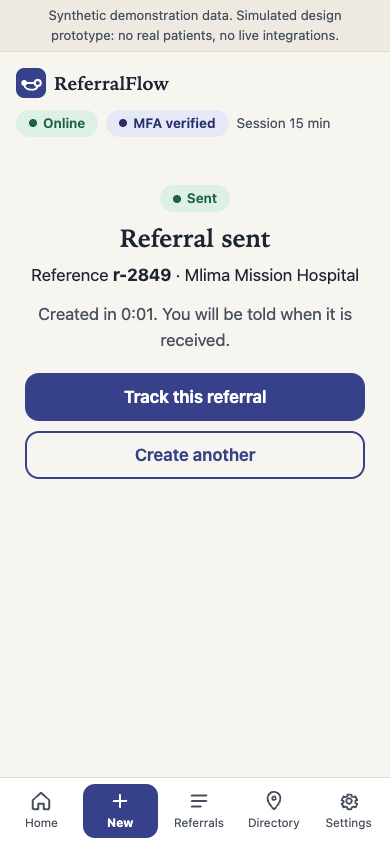 Synthetic demonstration data. Simulated design
prototype: no real patients, no live integrations.
ReferralFlow
Online MFA verified Session 15 min
Sent
Referral sent
Reference r-2849 · Mlima Mission Hospital
Created in 0:01. You will be told when it is
received.
Track this referral
Create another
Home New Referrals Directory Settings